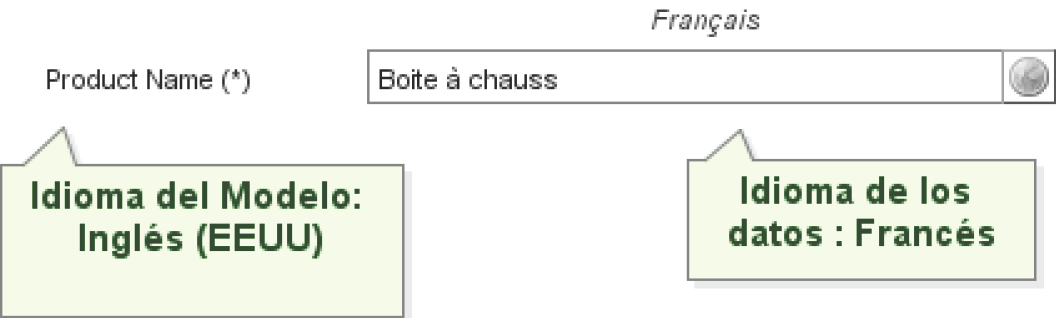 Français
Product Name (*)
Boite à chauss
Idioma del Modelo:
Inglés (EEUU)
Idioma de los
datos : Francés